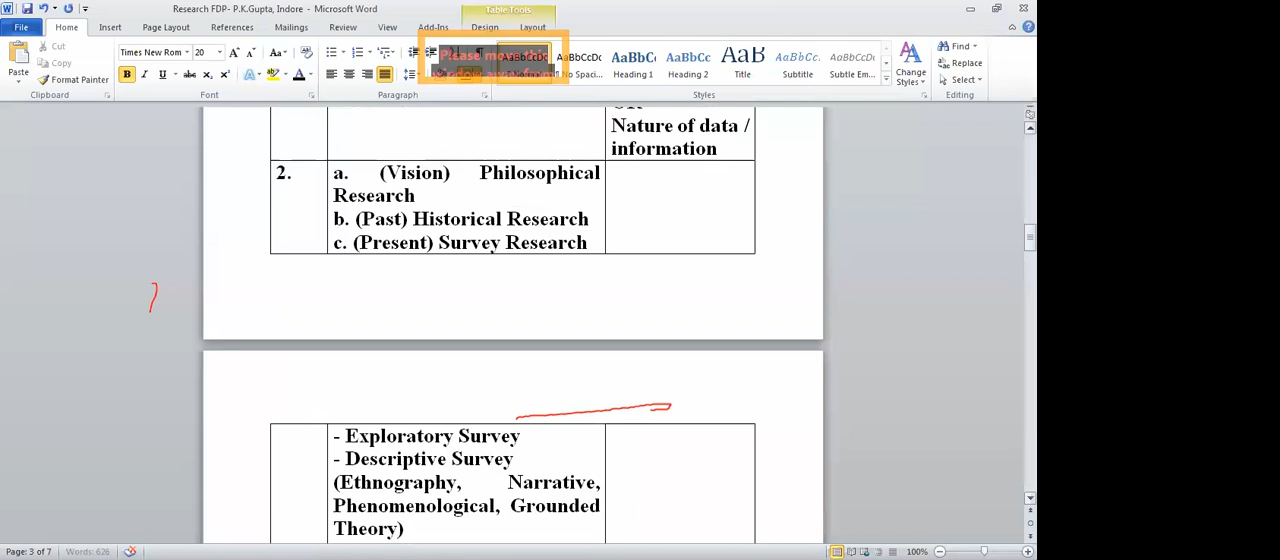 Research FDP- P.K.Gupta, Indore - Microsoft Word
Table Tools
File Home Insert Page Layout References Mailings Review View Add-Ins Design Layout
Cut
Copy
Format Painter
Paste
Clipboard
Times New Rom 20
Paragraph
Please move this
AaBbCcDc AaBbCcDc AaBbCc AaBbCc AaB AaBbCc. AaBbCcDc
No Spaci... Heading 1 Heading 2 Title Subtitle Subtle Em...
Styles
Change
Styles
Find
Replace
Select
Editing
Nature of data /
information
2. a. (Vision) Philosophical
Research
b. (Past) Historical Research
c. (Present) Survey Research
- Exploratory Survey
- Descriptive Survey
(Ethnography, Narrative,
Phenomenological, Grounded
Theory)
Page: 3 of 7 Words: 626 100%